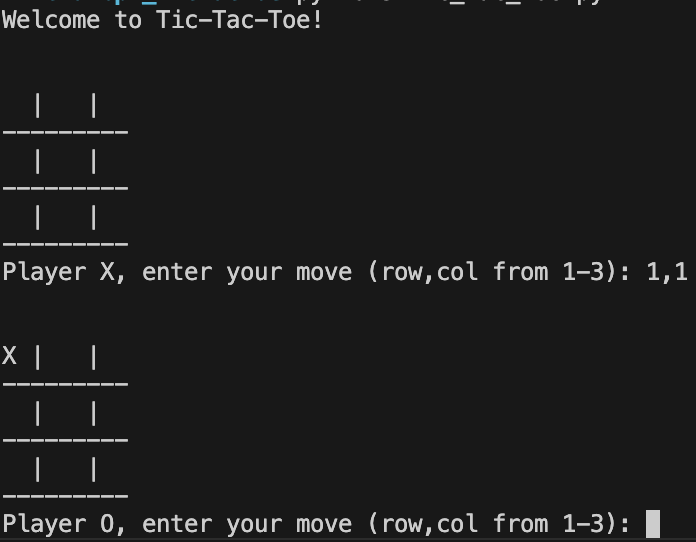 Welcome to Tic-Tac-Toe!
  |   |
---------
  |   |
---------
  |   |
---------
Player X, enter your move (row,col from 1-3): 1,1
X |   |
---------
  |   |
---------
  |   |
---------
Player O, enter your move (row,col from 1-3):